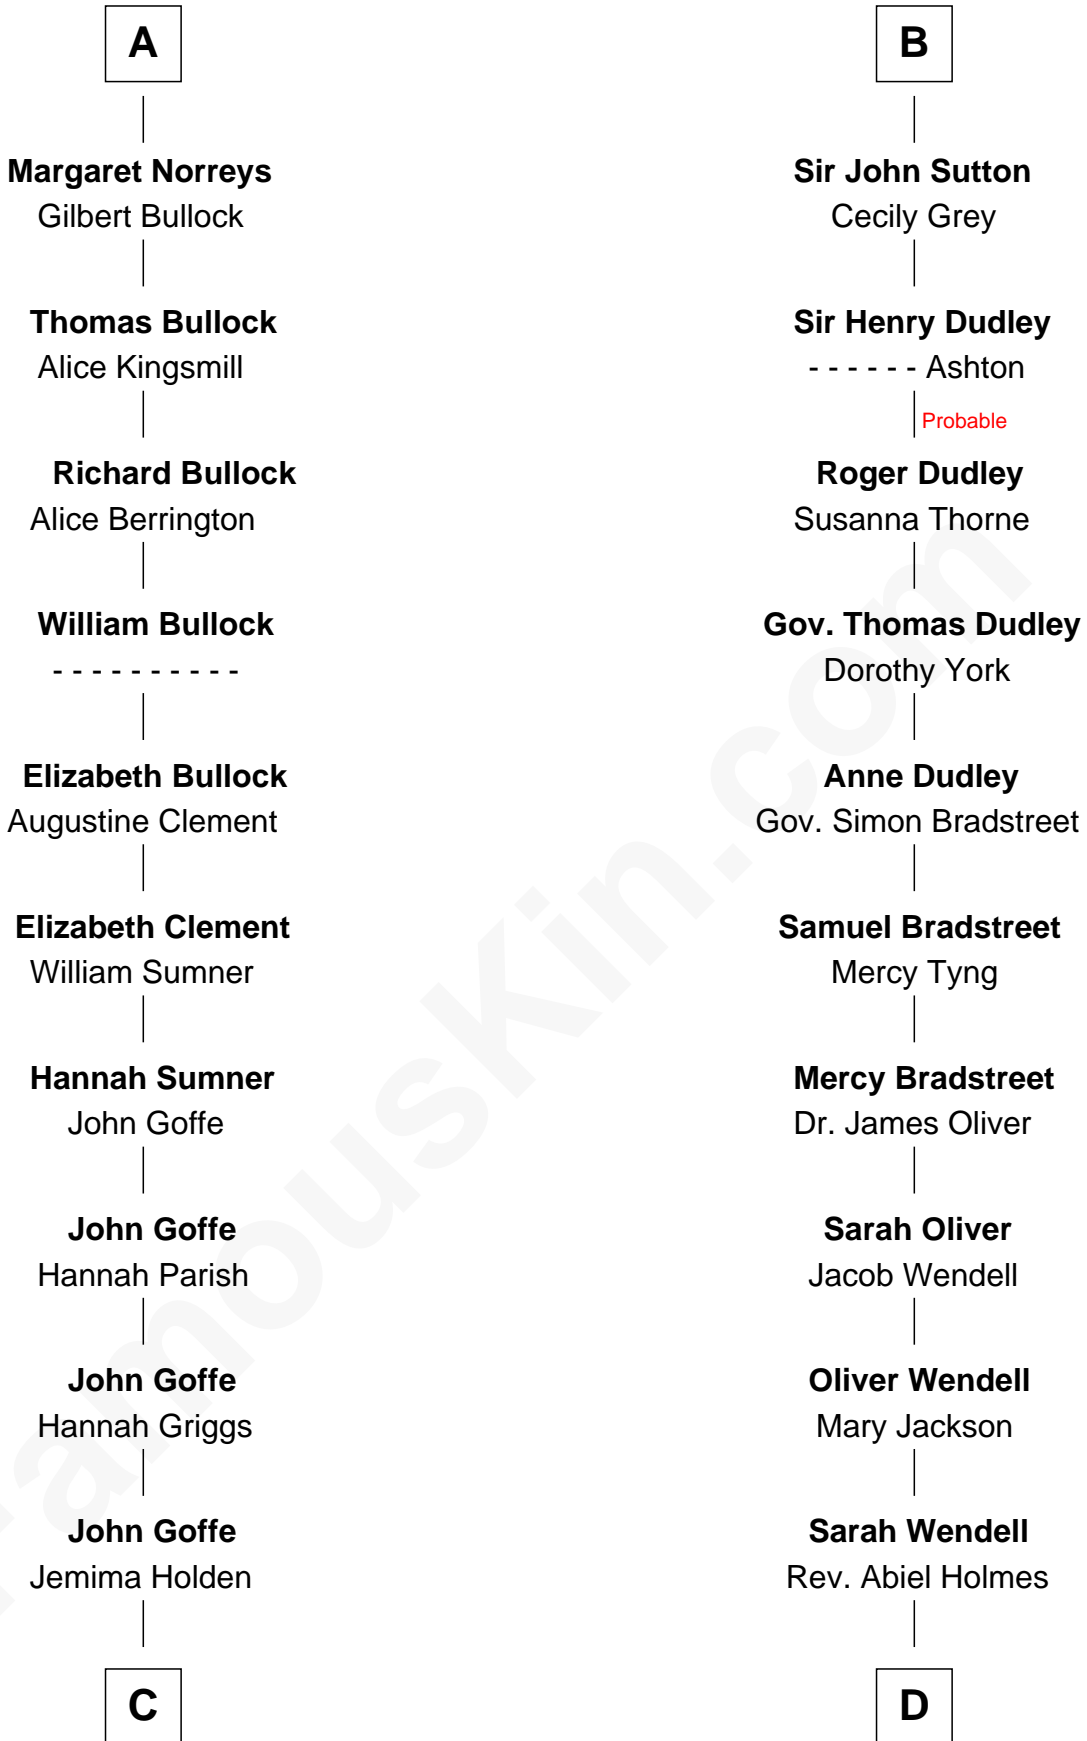 A
Margaret Norreys
Gilbert Bullock
Thomas Bullock
Alice Kingsmill
Richard Bullock
Alice Berrington
William Bullock
- - - - - - - - - -
Elizabeth Bullock
Augustine Clement
Elizabeth Clement
William Sumner
Hannah Sumner
John Goffe
John Goffe
Hannah Parish
John Goffe
Hannah Griggs
John Goffe
Jemima Holden
C
B
Sir John Sutton
Cecily Grey
Sir Henry Dudley
- - - - - - Ashton
Probable
Roger Dudley
Susanna Thorne
Gov. Thomas Dudley
Dorothy York
Anne Dudley
Gov. Simon Bradstreet
Samuel Bradstreet
Mercy Tyng
Mercy Bradstreet
Dr. James Oliver
Sarah Oliver
Jacob Wendell
Oliver Wendell
Mary Jackson
Sarah Wendell
Rev. Abiel Holmes
D
FamousKin.com